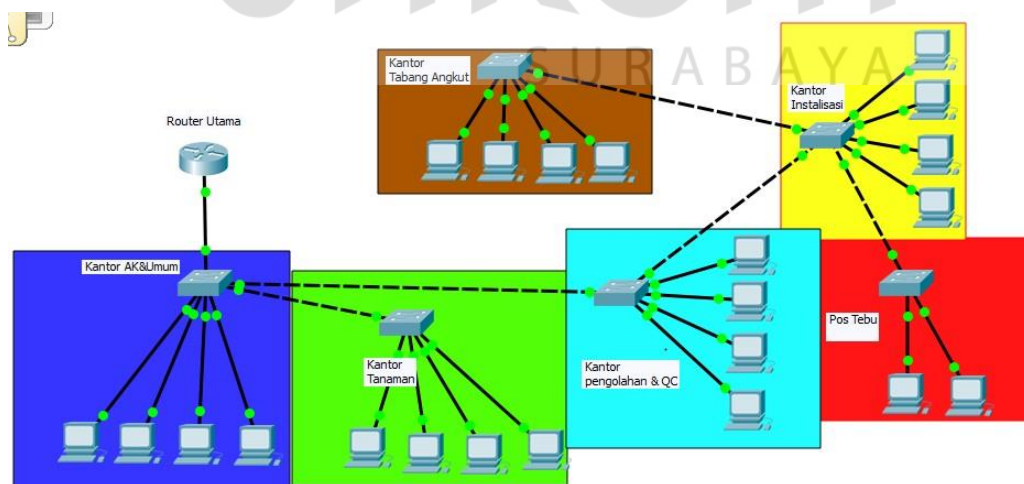 SURABAYA
Kantor
Tabang Angkut
Kantor
Instalisasi
Router Utama
Kantor AK&Umum
Kantor
Tanaman
Kantor
pengolahan & QC
Pos Tebu